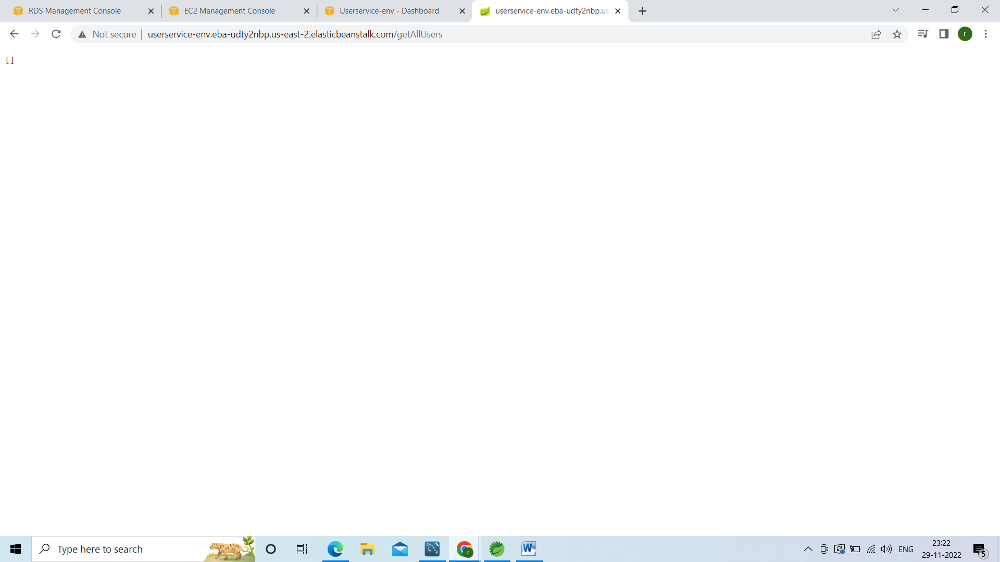 RDS Management Console
EC2 Management Console
Userservice-env - Dashboard
userservice-env.eba-udty2nbp.us
Not secure
userservice-env.eba-udty2nbp.us-east-2.elasticbeanstalk.com/getAllUsers
r
[]
Type here to search
r
W
ENG
23:22
29-11-2022
5